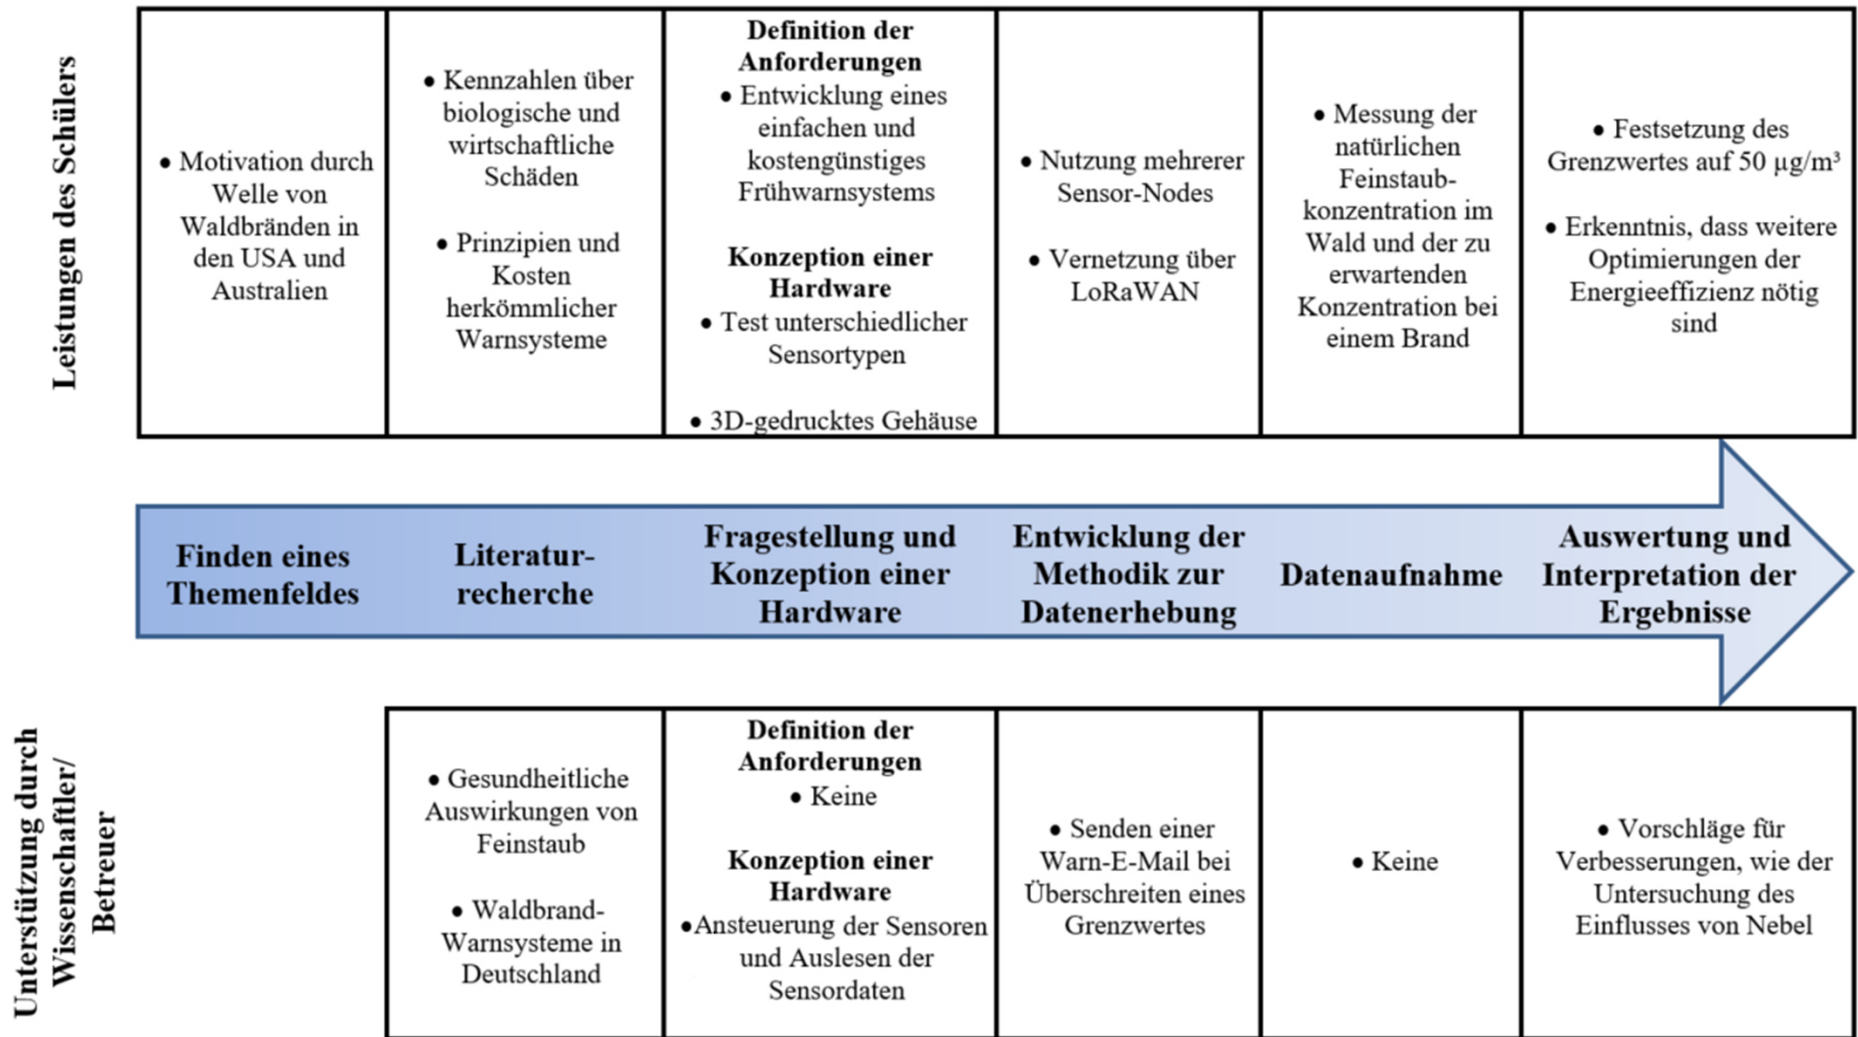 Leistungen des Schülers
• Motivation durch
Welle von
Waldbränden in
den USA und
Australien
• Kennzahlen über
biologische und
wirtschaftliche
Schäden
• Prinzipien und
Kosten
herkömmlicher
Warnsysteme
Definition der
Anforderungen
• Entwicklung eines
einfachen und
kostengünstiges
Frühwarnsystems
Konzeption einer
Hardware
• Test unterschiedlicher
Sensortypen
• 3D-gedrucktes Gehäuse
• Nutzung mehrerer
Sensor-Nodes
• Vernetzung über
LoRaWAN
• Messung der
natürlichen
Feinstaub-
konzentration im
Wald und der zu
erwartenden
Konzentration bei
einem Brand
• Festsetzung des
Grenzwertes auf 50 µg/m³
• Erkenntnis, dass weitere
Optimierungen der
Energieeffizienz nötig
sind
Finden eines
Themenfeldes
Literatur-
recherche
Fragestellung und
Konzeption einer
Hardware
Entwicklung der
Methodik zur
Datenerhebung
Datenaufnahme
Auswertung und
Interpretation der
Ergebnisse
Unterstützung durch
Wissenschaftler/
Betreuer
• Gesundheitliche
Auswirkungen von
Feinstaub
• Waldbrand-
Warnsysteme in
Deutschland
Definition der
Anforderungen
• Keine
Konzeption einer
Hardware
•Ansteuerung der Sensoren
und Auslesen der
Sensordaten
• Senden einer
Warn-E-Mail bei
Überschreiten eines
Grenzwertes
• Keine
• Vorschläge für
Verbesserungen, wie der
Untersuchung des
Einflusses von Nebel